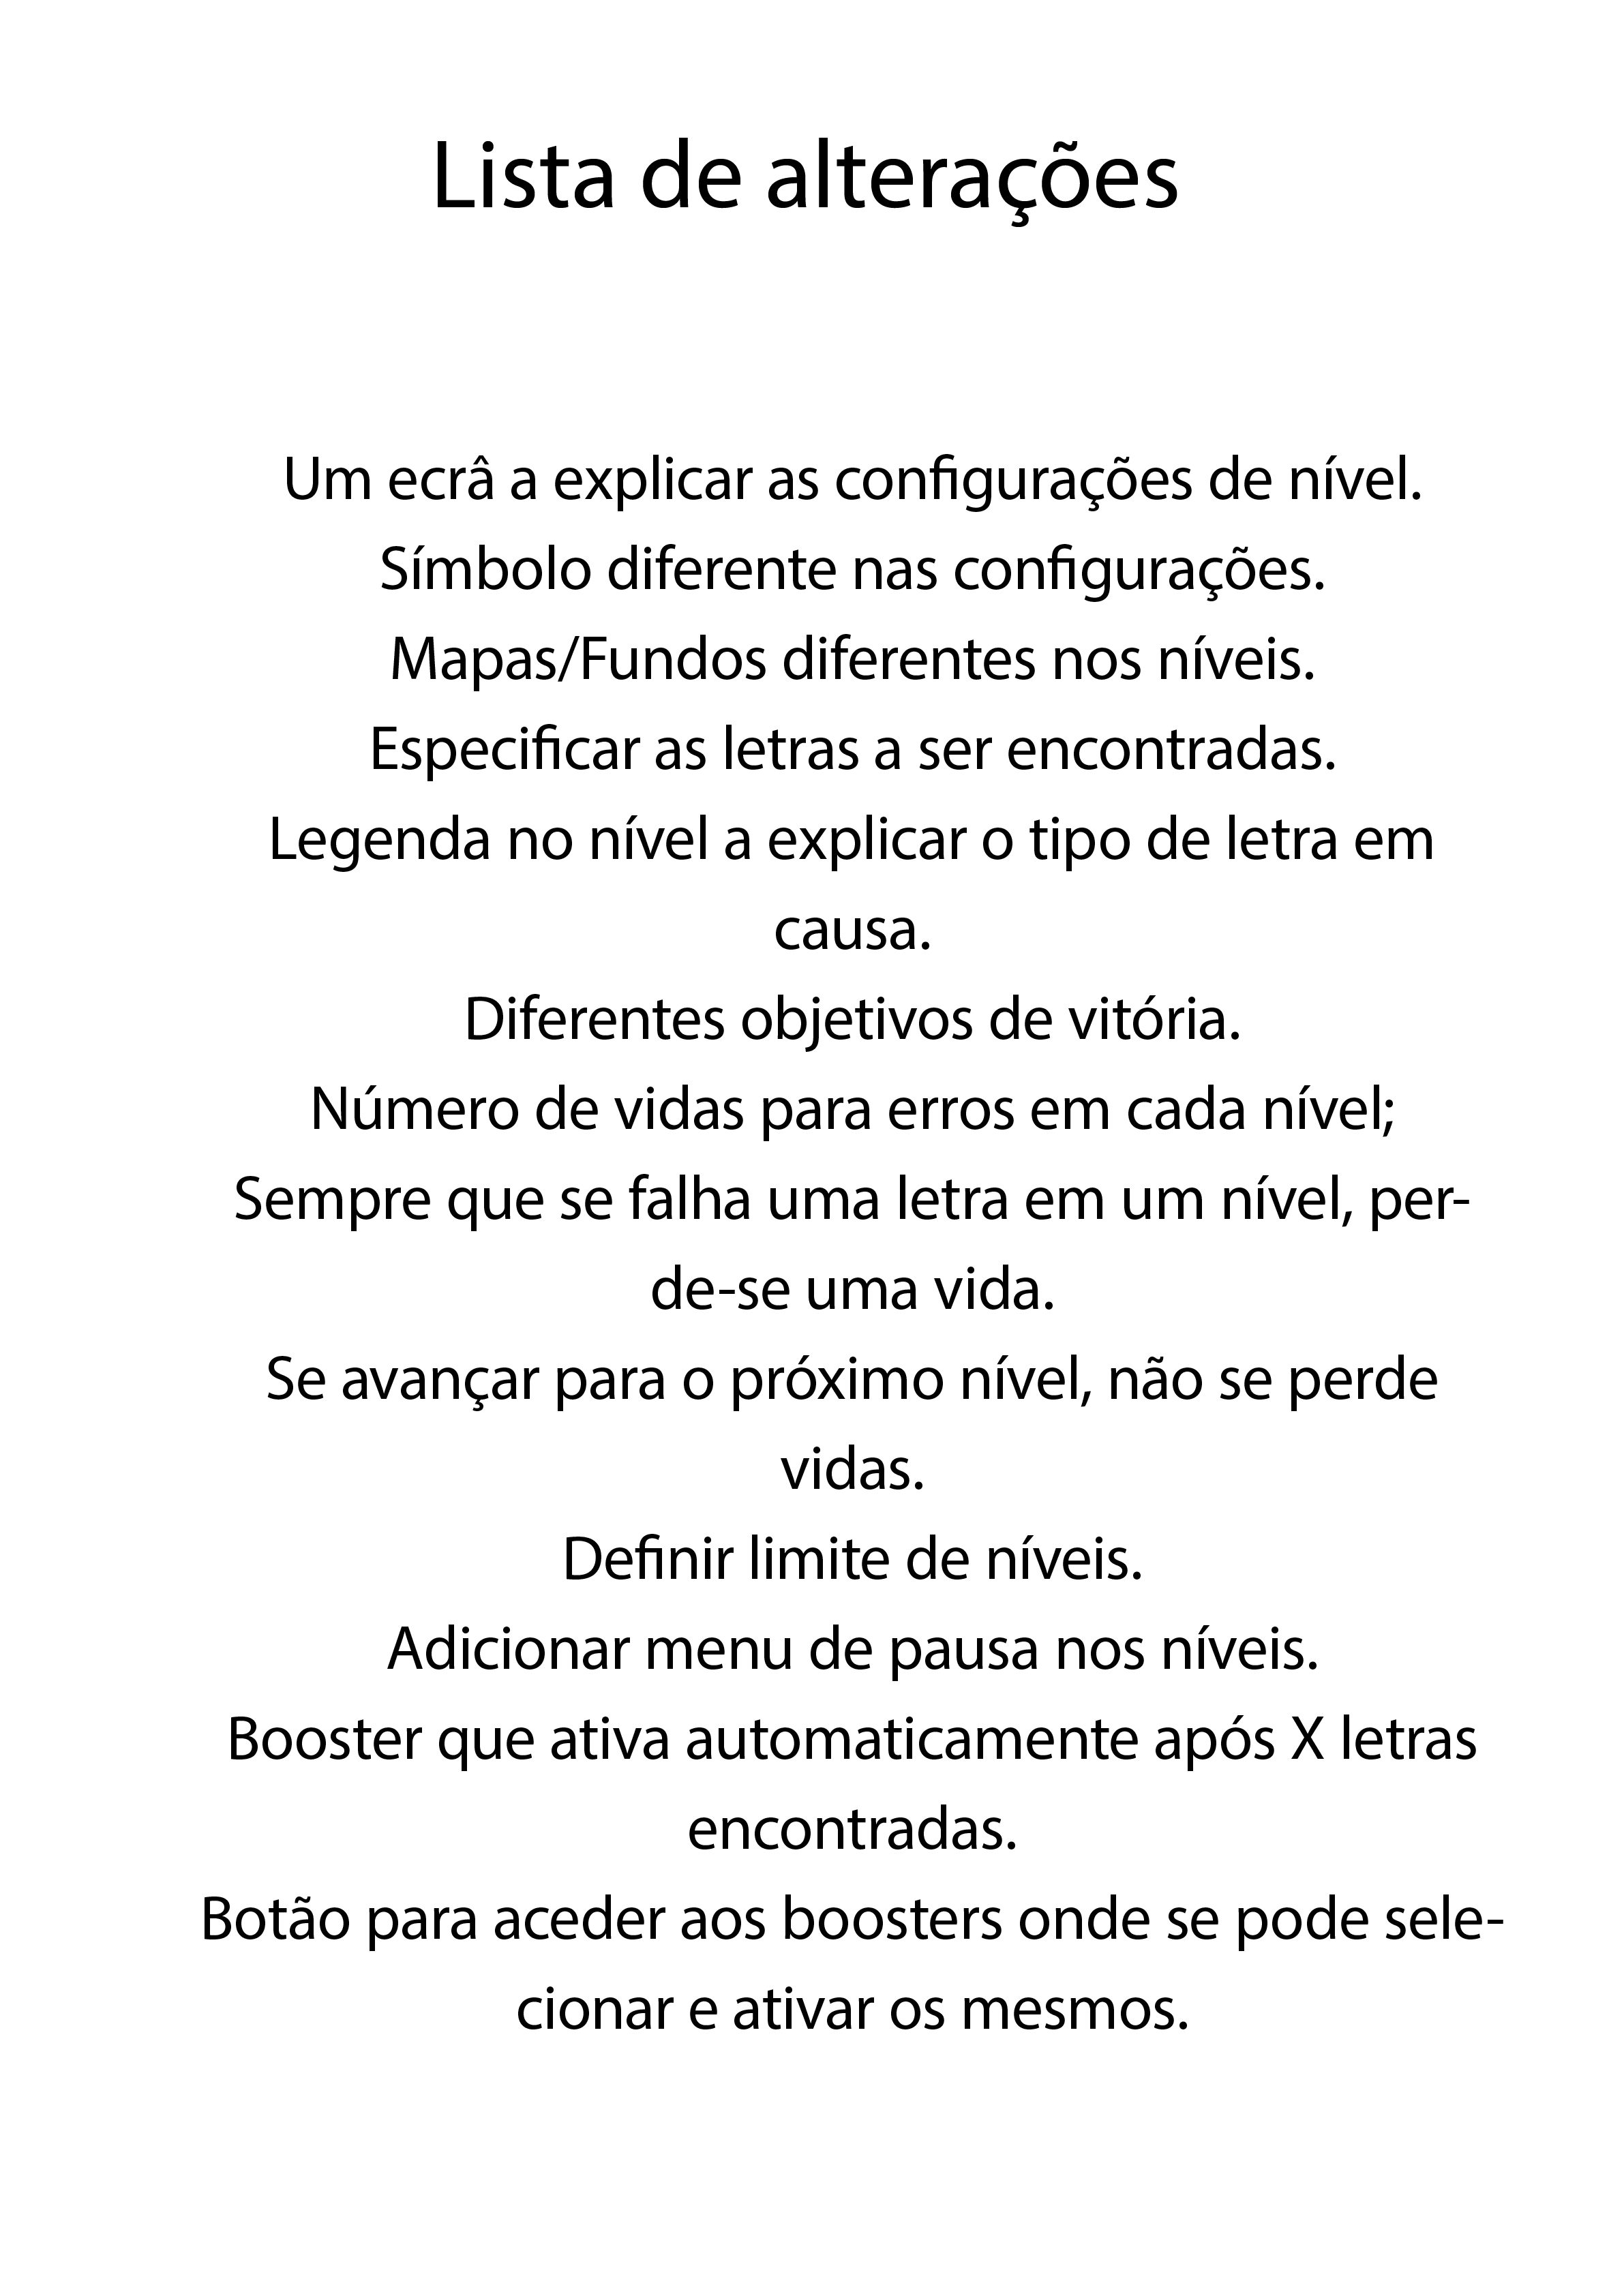 Lista de alterações
Um ecrâ a explicar as configurações de nível.
Símbolo diferente nas configurações.
Mapas/Fundos diferentes nos níveis.
Especificar as letras a ser encontradas.
Legenda no nível a explicar o tipo de letra em
causa.
Diferentes objetivos de vitória.
Número de vidas para erros em cada nível;
Sempre que se falha uma letra em um nível, per-
de-se uma vida.
Se avançar para o próximo nível, não se perde
vidas.
Definir limite de níveis.
Adicionar menu de pausa nos níveis.
Booster que ativa automaticamente após X letras
encontradas.
Botão para aceder aos boosters onde se pode sele-
cionar e ativar os mesmos.